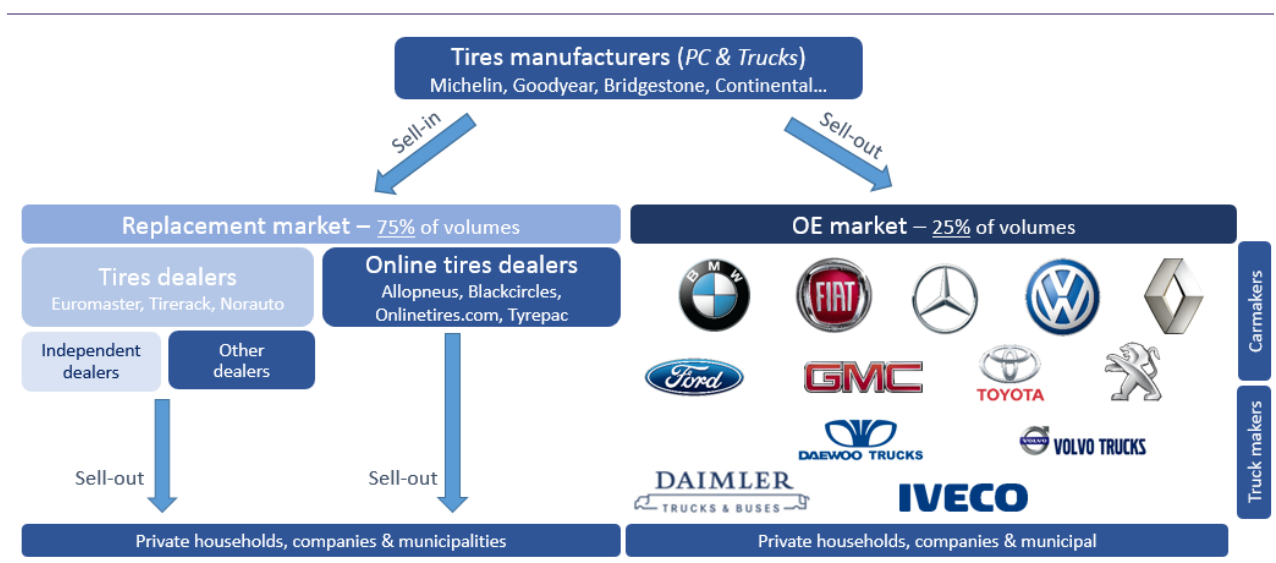 Tires manufacturers (PC & Trucks)
Michelin, Goodyear, Bridgestone, Continental...
Sell-in
Sell-out
Replacement market – 75% of volumes
OE market – 25% of volumes
Tires dealers
Euromaster, Tirerack, Norauto
Online tires dealers
Allopneus, Blackcircles,
Onlinetires.com, Tyrepac
Independent
dealers
Other
dealers
Sell-out
Sell-out
BMW
FIAT
Ford
GMC
TOYOTA
DAEWOO TRUCKS
VOLVO
VOLVO TRUCKS
DAIMLER
TRUCKS & BUSES
IVECO
Carmakers
Truck makers
Private households, companies & municipalities
Private households, companies & municipal